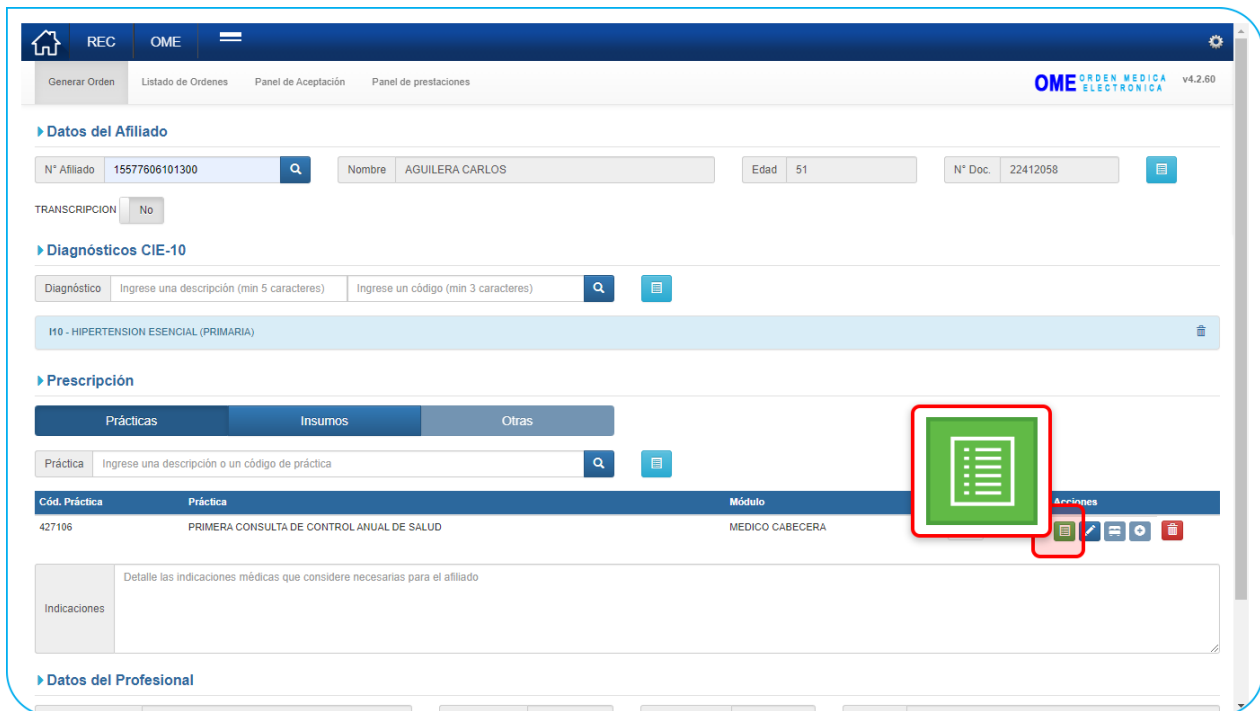 REC OME
Generar Orden Listado de Ordenes Panel de Aceptación Panel de prestaciones OME ORDEN MEDICA ELECTRONICA v4.2.60
Datos del Afiliado
N° Afiliado 15577606101300 Nombre AGUILERA CARLOS Edad 51 N° Doc. 22412058
TRANSCRIPCION No
Diagnósticos CIE-10
Diagnóstico Ingrese una descripción (min 5 caracteres) Ingrese un código (min 3 caracteres)
I10 - HIPERTENSION ESENCIAL (PRIMARIA)
Prescripción
Prácticas Insumos Otras
Práctica Ingrese una descripción o un código de práctica
Cód. Práctica Práctica Módulo Acciones
427106 PRIMERA CONSULTA DE CONTROL ANUAL DE SALUD MEDICO CABECERA
Detalle las indicaciones médicas que considere necesarias para el afiliado
Indicaciones
Datos del Profesional